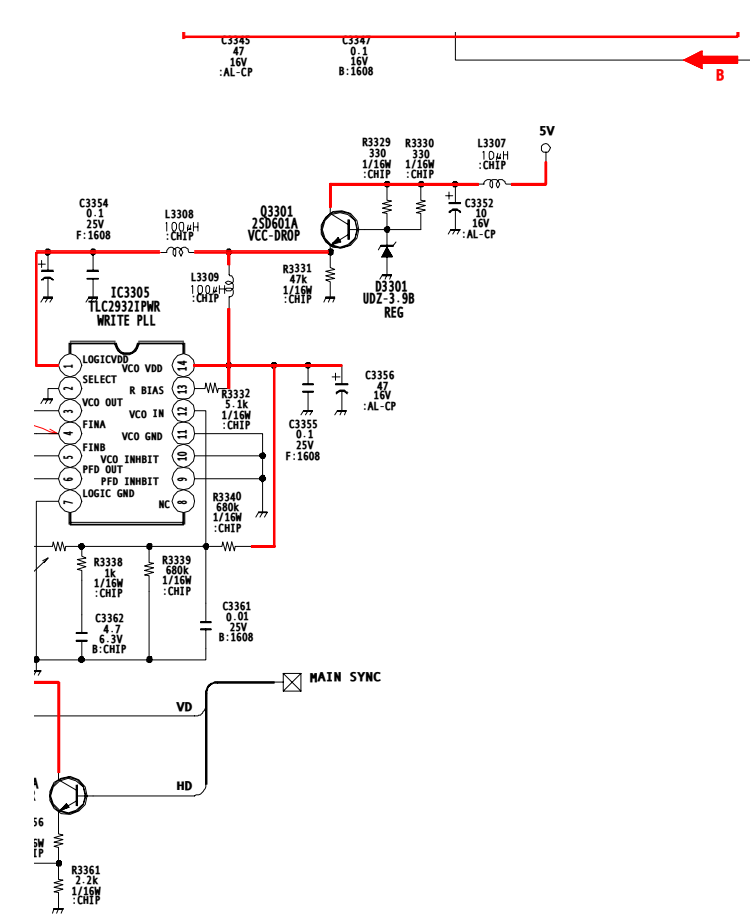 C3345
47
16V
:AL-CP
C3347
0.1
16V
B:1608
B
5V
R3329
330
1/16W
:CHIP
R3330
330
1/16W
:CHIP
L3307
10μH
:CHIP
C3354
0.1
25V
F:1608
L3308
100μH
:CHIP
Q3301
2SD601A
VCC-DROP
+
C3352
10
16V
:AL-CP
L3309
100μH
:CHIP
R3331
47k
1/16W
:CHIP
D3301
UDZ-3.9B
REG
+
IC3305
TLC2932IPWR
WRITE PLL
1
LOGICVDD
VCO VDD
14
2
SELECT
R BIAS
13
3
VCO OUT
VCO IN
12
4
FINA
VCO GND
11
5
FINB
VCO INHBIT
10
6
PFD OUT
PFD INHBIT
9
7
LOGIC GND
NC
8
R3332
5.1k
1/16W
:CHIP
C3355
0.1
25V
F:1608
+
C3356
47
16V
:AL-CP
R3340
680k
1/16W
:CHIP
R3338
1k
1/16W
:CHIP
R3339
680k
1/16W
:CHIP
C3362
4.7
6.3V
B:CHIP
C3361
0.01
25V
B:1608
MAIN SYNC
VD
HD
A
56
6W
IP
R3361
2.2k
1/16W
:CHIP